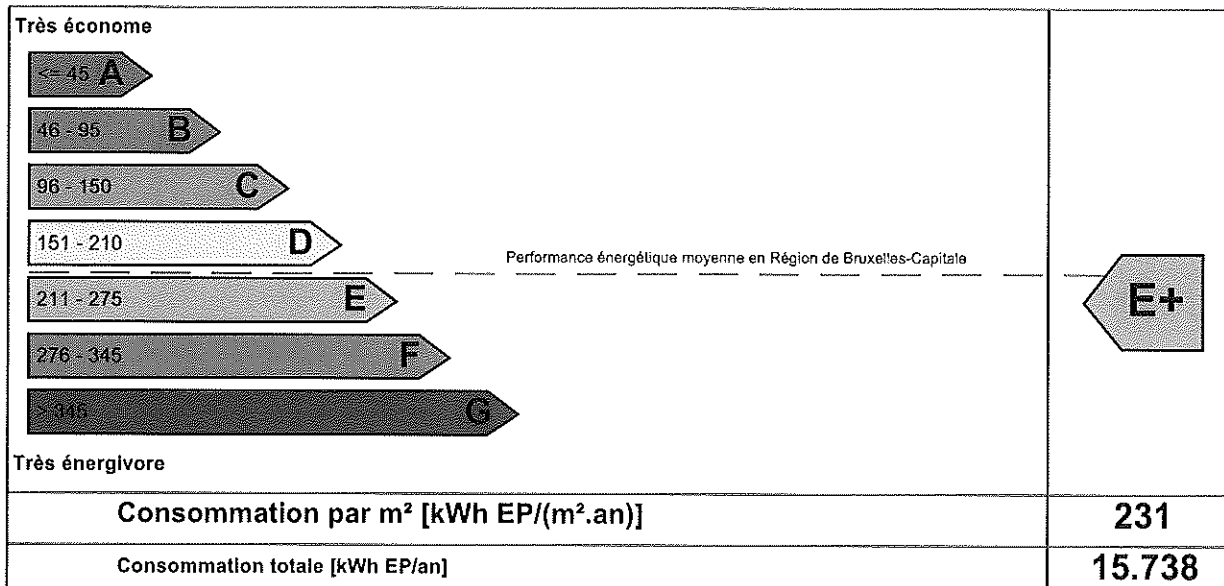 Très économe
<= 45 A
46 - 95 B
96 - 150 C
151 - 210 D
Performance énergétique moyenne en Région de Bruxelles-Capitale
211 - 275 E
E+
276 - 345 F
> 345 G
Très énergivore
Consommation par m² [kWh EP/(m².an)] 231
Consommation totale [kWh EP/an] 15.738